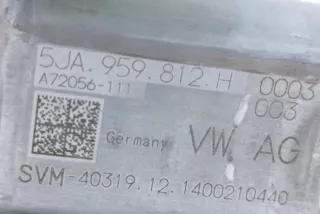 5JA.959.812.H 0003
A72056-111 003
Germany VW AG
SVM-40319.12.1400210440